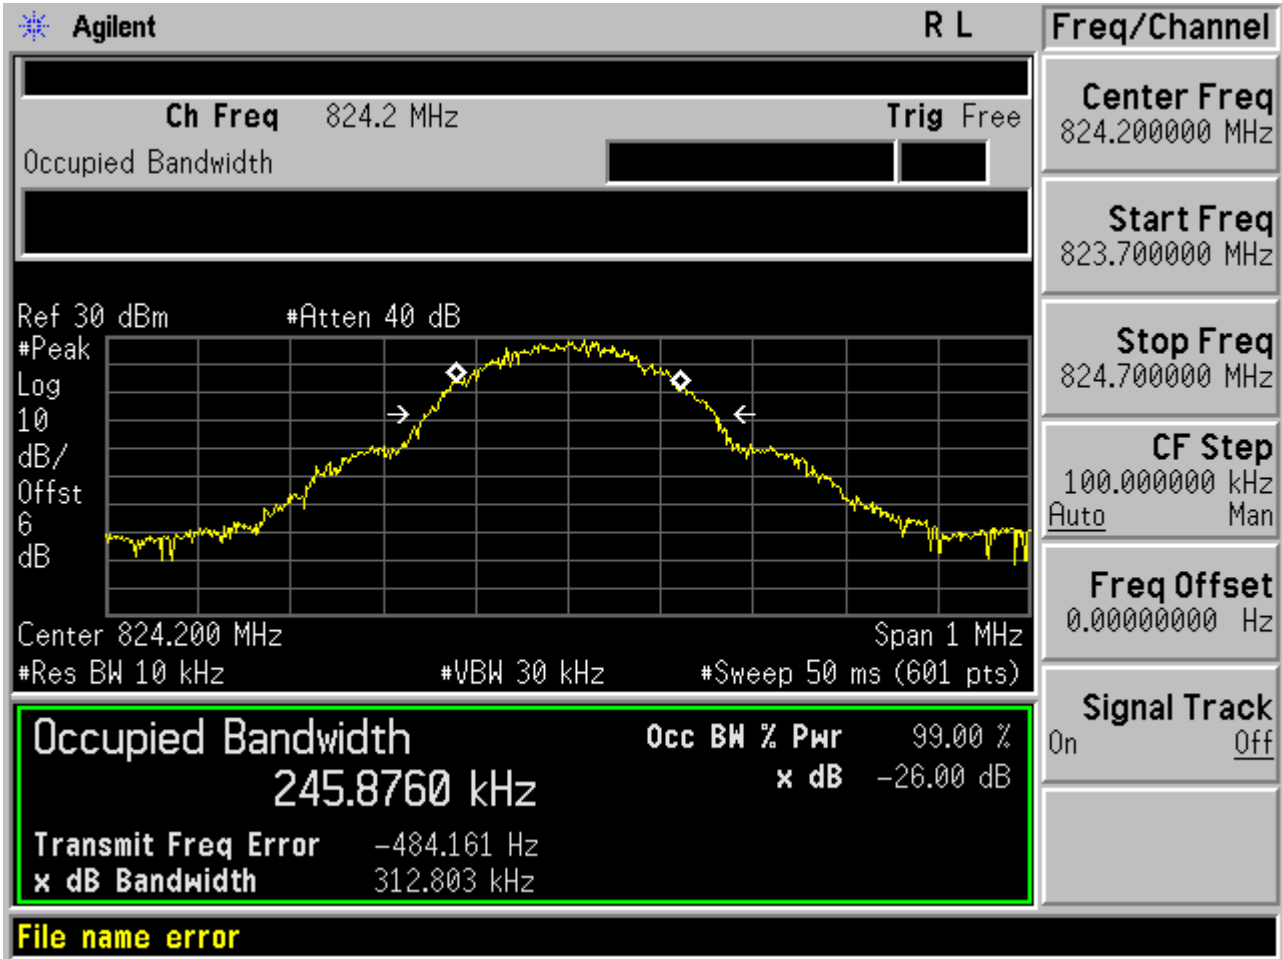 Agilent R L Freq/Channel
Ch Freq 824.2 MHz Trig Free
Occupied Bandwidth
Center Freq
824.200000 MHz
Start Freq
823.700000 MHz
Stop Freq
824.700000 MHz
CF Step
100.000000 kHz
Auto Man
Freq Offset
0.00000000 Hz
Signal Track
On Off
Ref 30 dBm #Atten 40 dB
#Peak
Log
10
dB/
Offst
6
dB
Center 824.200 MHz Span 1 MHz
#Res BW 10 kHz #VBW 30 kHz #Sweep 50 ms (601 pts)
Occupied Bandwidth
245.8760 kHz
Occ BW % Pwr 99.00 %
x dB -26.00 dB
Transmit Freq Error -484.161 Hz
x dB Bandwidth 312.803 kHz
File name error